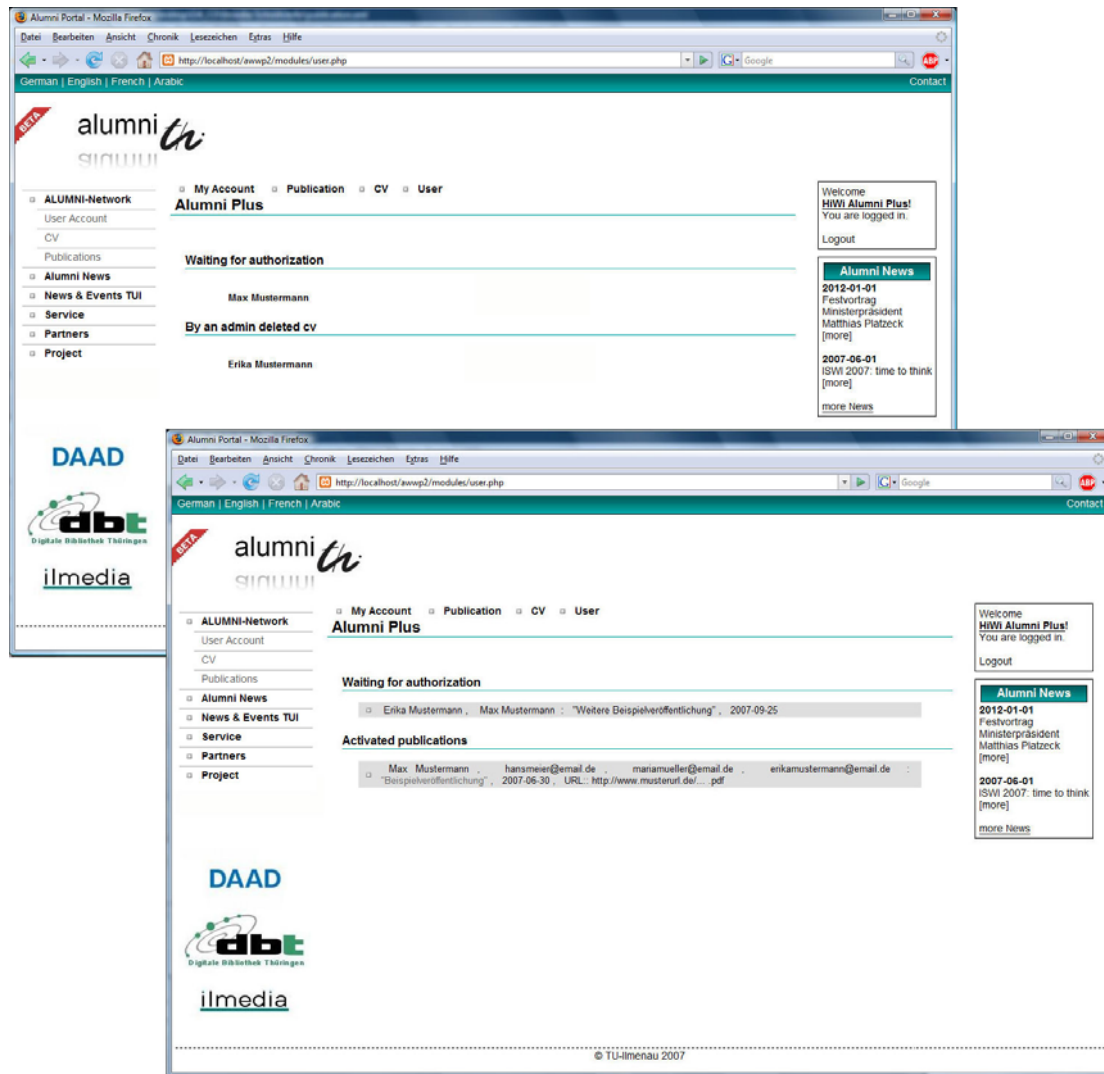 Alumni Portal - Mozilla Firefox
Datei Bearbeiten Ansicht Chronik Lesezeichen Extras Hilfe
http://localhost/awwp2/modules/user.php
Google
ABP
German | English | French | Arabic
Contact
BETA
alumni th
My Account Publication CV User
Alumni Plus
ALUMNI-Network
User Account
CV
Publications
Alumni News
News & Events TUI
Service
Partners
Project
Waiting for authorization
Max Mustermann
By an admin deleted cv
Erika Mustermann
Welcome
HiWi Alumni Plus!
You are logged in.
Logout
Alumni News
2012-01-01
Festvortrag
Ministerpräsident
Matthias Platzeck
[more]
2007-06-01
ISWI 2007: time to think
[more]
more News
DAAD
dbt
Digitale Bibliothek Thüringen
ilmedia
Alumni Portal - Mozilla Firefox
Datei Bearbeiten Ansicht Chronik Lesezeichen Extras Hilfe
http://localhost/awwp2/modules/user.php
Google
ABP
German | English | French | Arabic
Contact
BETA
alumni th
My Account Publication CV User
Alumni Plus
ALUMNI-Network
User Account
CV
Publications
Alumni News
News & Events TUI
Service
Partners
Project
Waiting for authorization
Erika Mustermann , Max Mustermann : "Weitere Beispielveröffentlichung" , 2007-09-25
Activated publications
Max Mustermann , hansmeier@email.de , mariamueller@email.de , erikamustermann@email.de :
"Beispielveröffentlichung" , 2007-06-30 , URL:: http://www.musterurl.de/... .pdf
Welcome
HiWi Alumni Plus!
You are logged in.
Logout
Alumni News
2012-01-01
Festvortrag
Ministerpräsident
Matthias Platzeck
[more]
2007-06-01
ISWI 2007: time to think
[more]
more News
DAAD
dbt
Digitale Bibliothek Thüringen
ilmedia
© TU-Ilmenau 2007